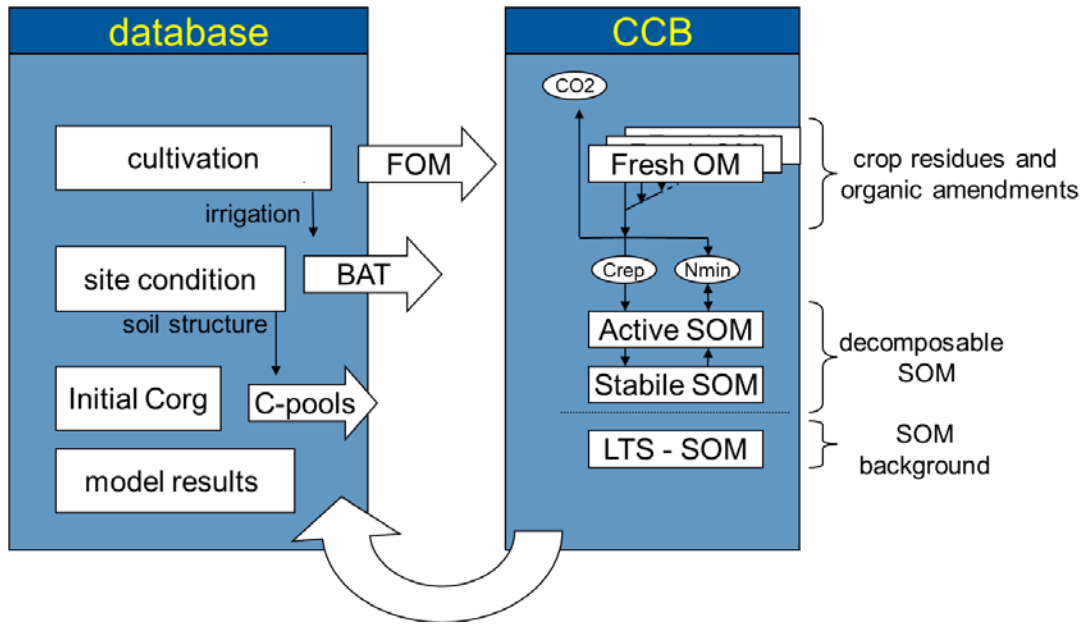 database
cultivation
irrigation
site condition
soil structure
Initial Corg
C-pools
model results
FOM
BAT
CCB
CO2
Fresh OM
Crep
Nmin
Active SOM
Stabile SOM
LTS - SOM
crop residues and
organic amendments
decomposable
SOM
SOM
background